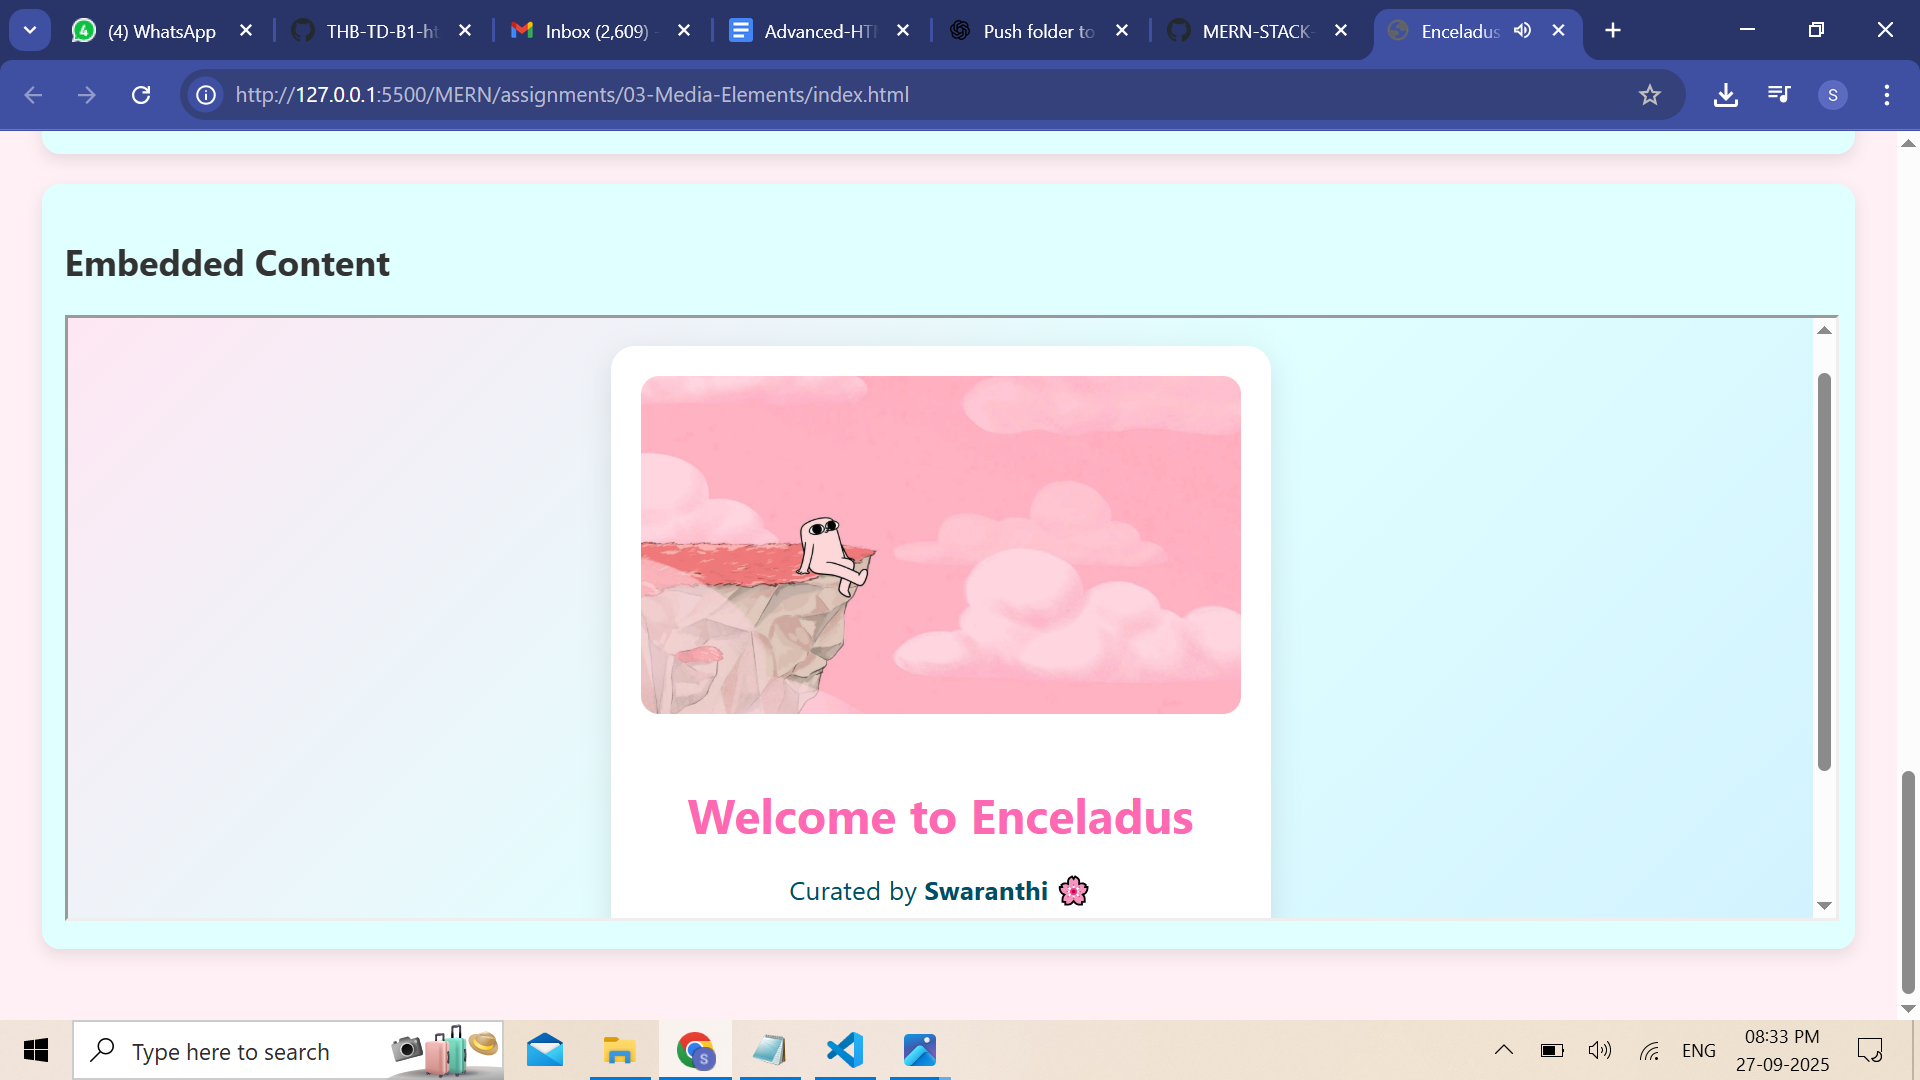 (4) WhatsApp
THB-TD-B1-ht
Inbox (2,609) -
Advanced-HTM
Push folder to
MERN-STACK-
Enceladus
http://127.0.0.1:5500/MERN/assignments/03-Media-Elements/index.html
S
Embedded Content
Welcome to Enceladus
Curated by Swaranthi 🌸
Type here to search
S
ENG
08:33 PM
27-09-2025